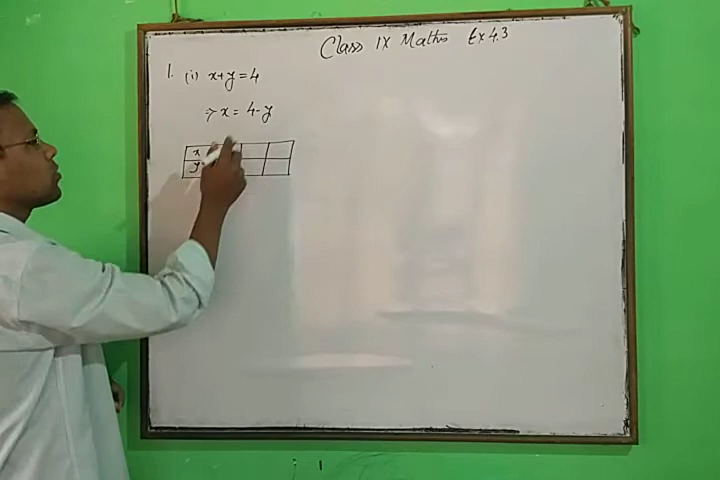 Class IX Maths Ex 4.3
1. (i) x+y=4
⇒ x = 4-y
x
y